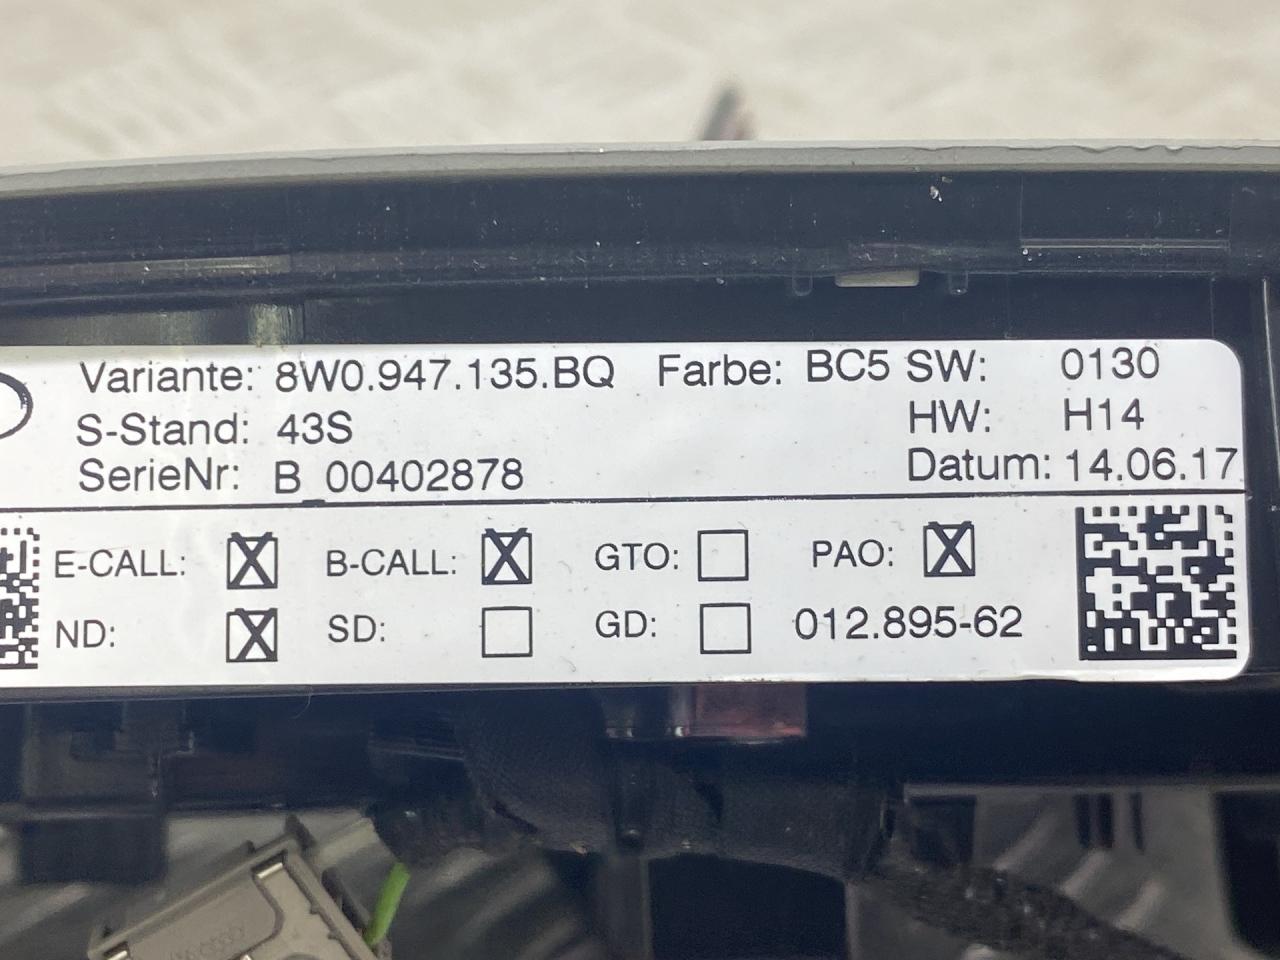 Variante: 8W0.947.135.BQ Farbe: BC5 SW: 0130
S-Stand: 43S HW: H14
SerieNr: B_00402878 Datum: 14.06.17
E-CALL: ☒ B-CALL: ☒ GTO: ☐ PAO: ☒
ND: ☒ SD: ☐ GD: ☐ 012.895-62